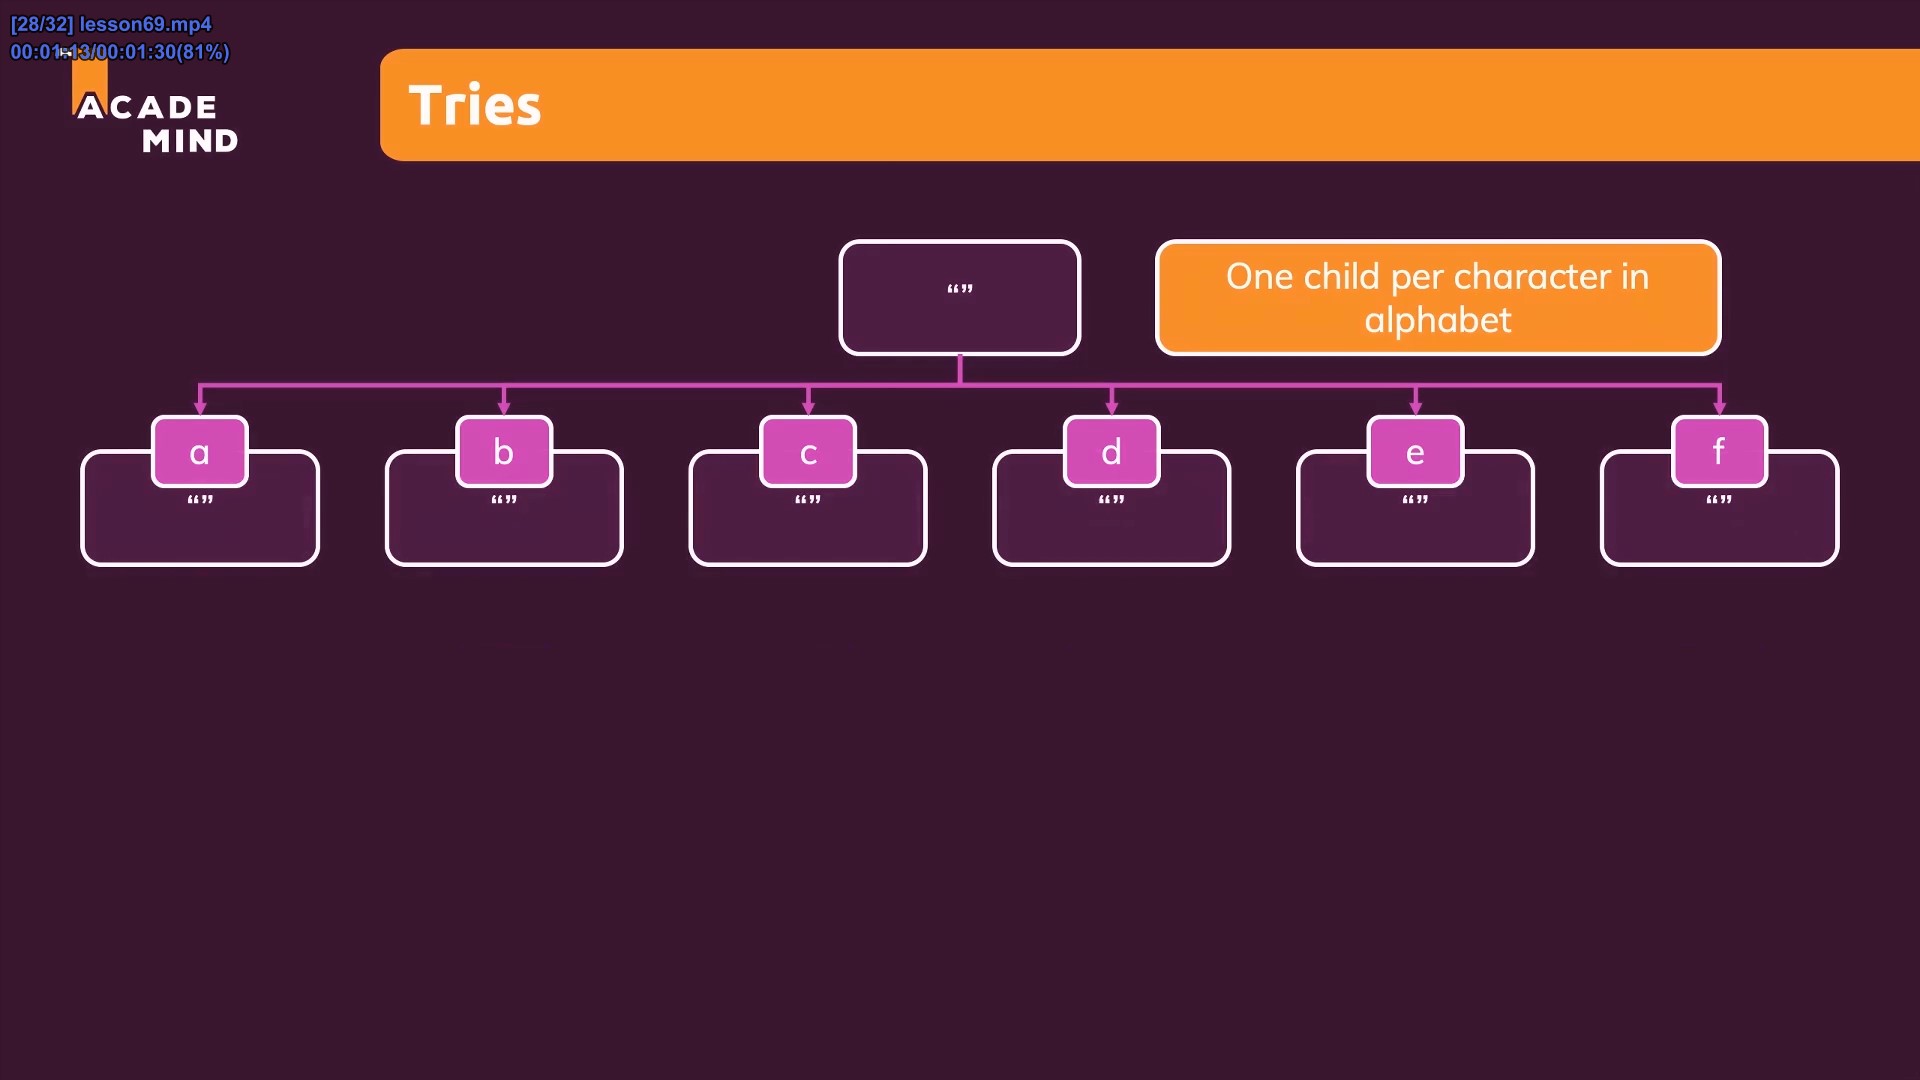 [28/32] lesson69.mp4
00:01:13/00:01:30(81%)
ACADE
MIND
Tries
“”
One child per character in
alphabet
a
b
c
d
e
f
“”
“”
“”
“”
“”
“”